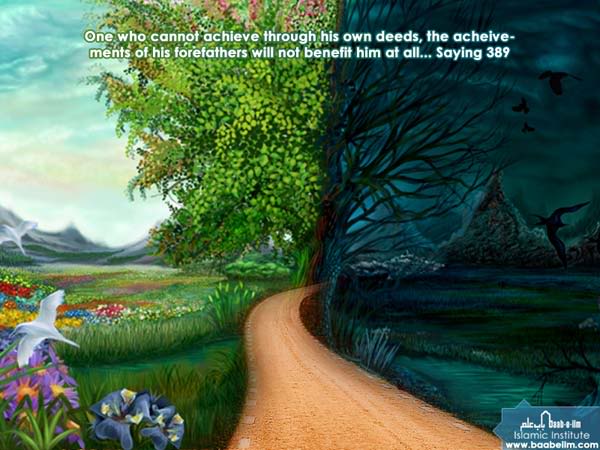 One who cannot achieve through his own deeds, the acheive-
ments of his forefathers will not benefit him at all... Saying 389
باب علم Baab-e-ilm
Islamic Institute
www.baabeilm.com